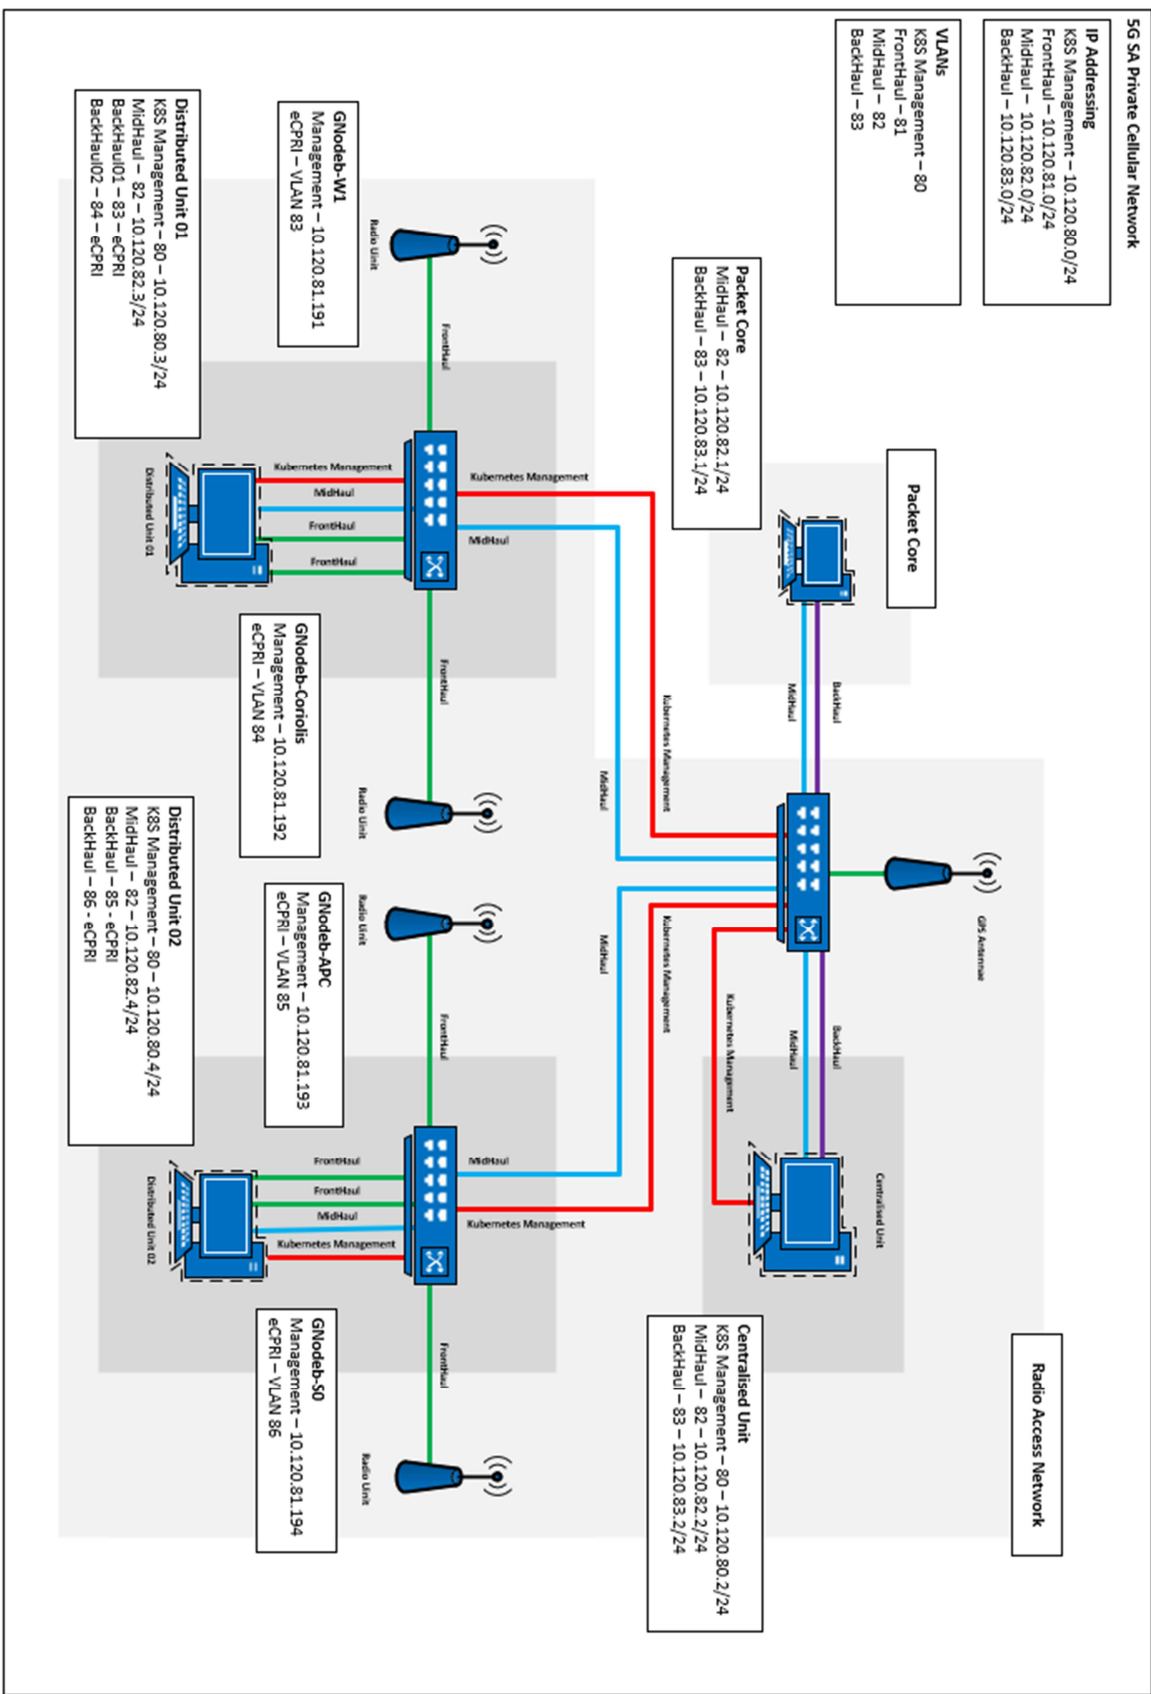 5G SA Private Cellular Network
IP Addressing
K8S Management – 10.120.80.0/24
FrontHaul – 10.120.81.0/24
MidHaul – 10.120.82.0/24
BackHaul – 10.120.83.0/24
VLANs
K8S Management – 80
FrontHaul – 81
MidHaul – 82
BackHaul – 83
Packet Core
Radio Access Network
GPS Antennae
Packet Core
MidHaul – 82 – 10.120.82.1/24
BackHaul – 83 – 10.120.83.1/24
BackHaul
MidHaul
BackHaul
MidHaul
Centralised Unit
Kubernetes Management
Centralised Unit
K8S Management – 80 – 10.120.80.2/24
MidHaul – 82 – 10.120.82.2/24
BackHaul – 83 – 10.120.83.2/24
Kubernetes Management
MidHaul
Kubernetes Management
MidHaul
Kubernetes Management
MidHaul
MidHaul
Kubernetes Management
FrontHaul
FrontHaul
FrontHaul
FrontHaul
Radio Uinit
Radio Uinit
Radio Uinit
Radio Uinit
GNodeb-W1
Management – 10.120.81.191
eCPRI – VLAN 83
Kubernetes Management
MidHaul
FrontHaul
FrontHaul
Distributed Unit 01
GNodeb-Coriolis
Management – 10.120.81.192
eCPRI – VLAN 84
GNodeb-APC
Management – 10.120.81.193
eCPRI – VLAN 85
FrontHaul
FrontHaul
MidHaul
Kubernetes Management
Distributed Unit 02
GNodeb-S0
Management – 10.120.81.194
eCPRI – VLAN 86
Distributed Unit 01
K8S Management – 80 – 10.120.80.3/24
MidHaul – 82 – 10.120.82.3/24
BackHaul01 – 83 – eCPRI
BackHaul02 – 84 – eCPRI
Distributed Unit 02
K8S Management – 80 – 10.120.80.4/24
MidHaul – 82 – 10.120.82.4/24
BackHaul – 85 - eCPRI
BackHaul – 86 - eCPRI